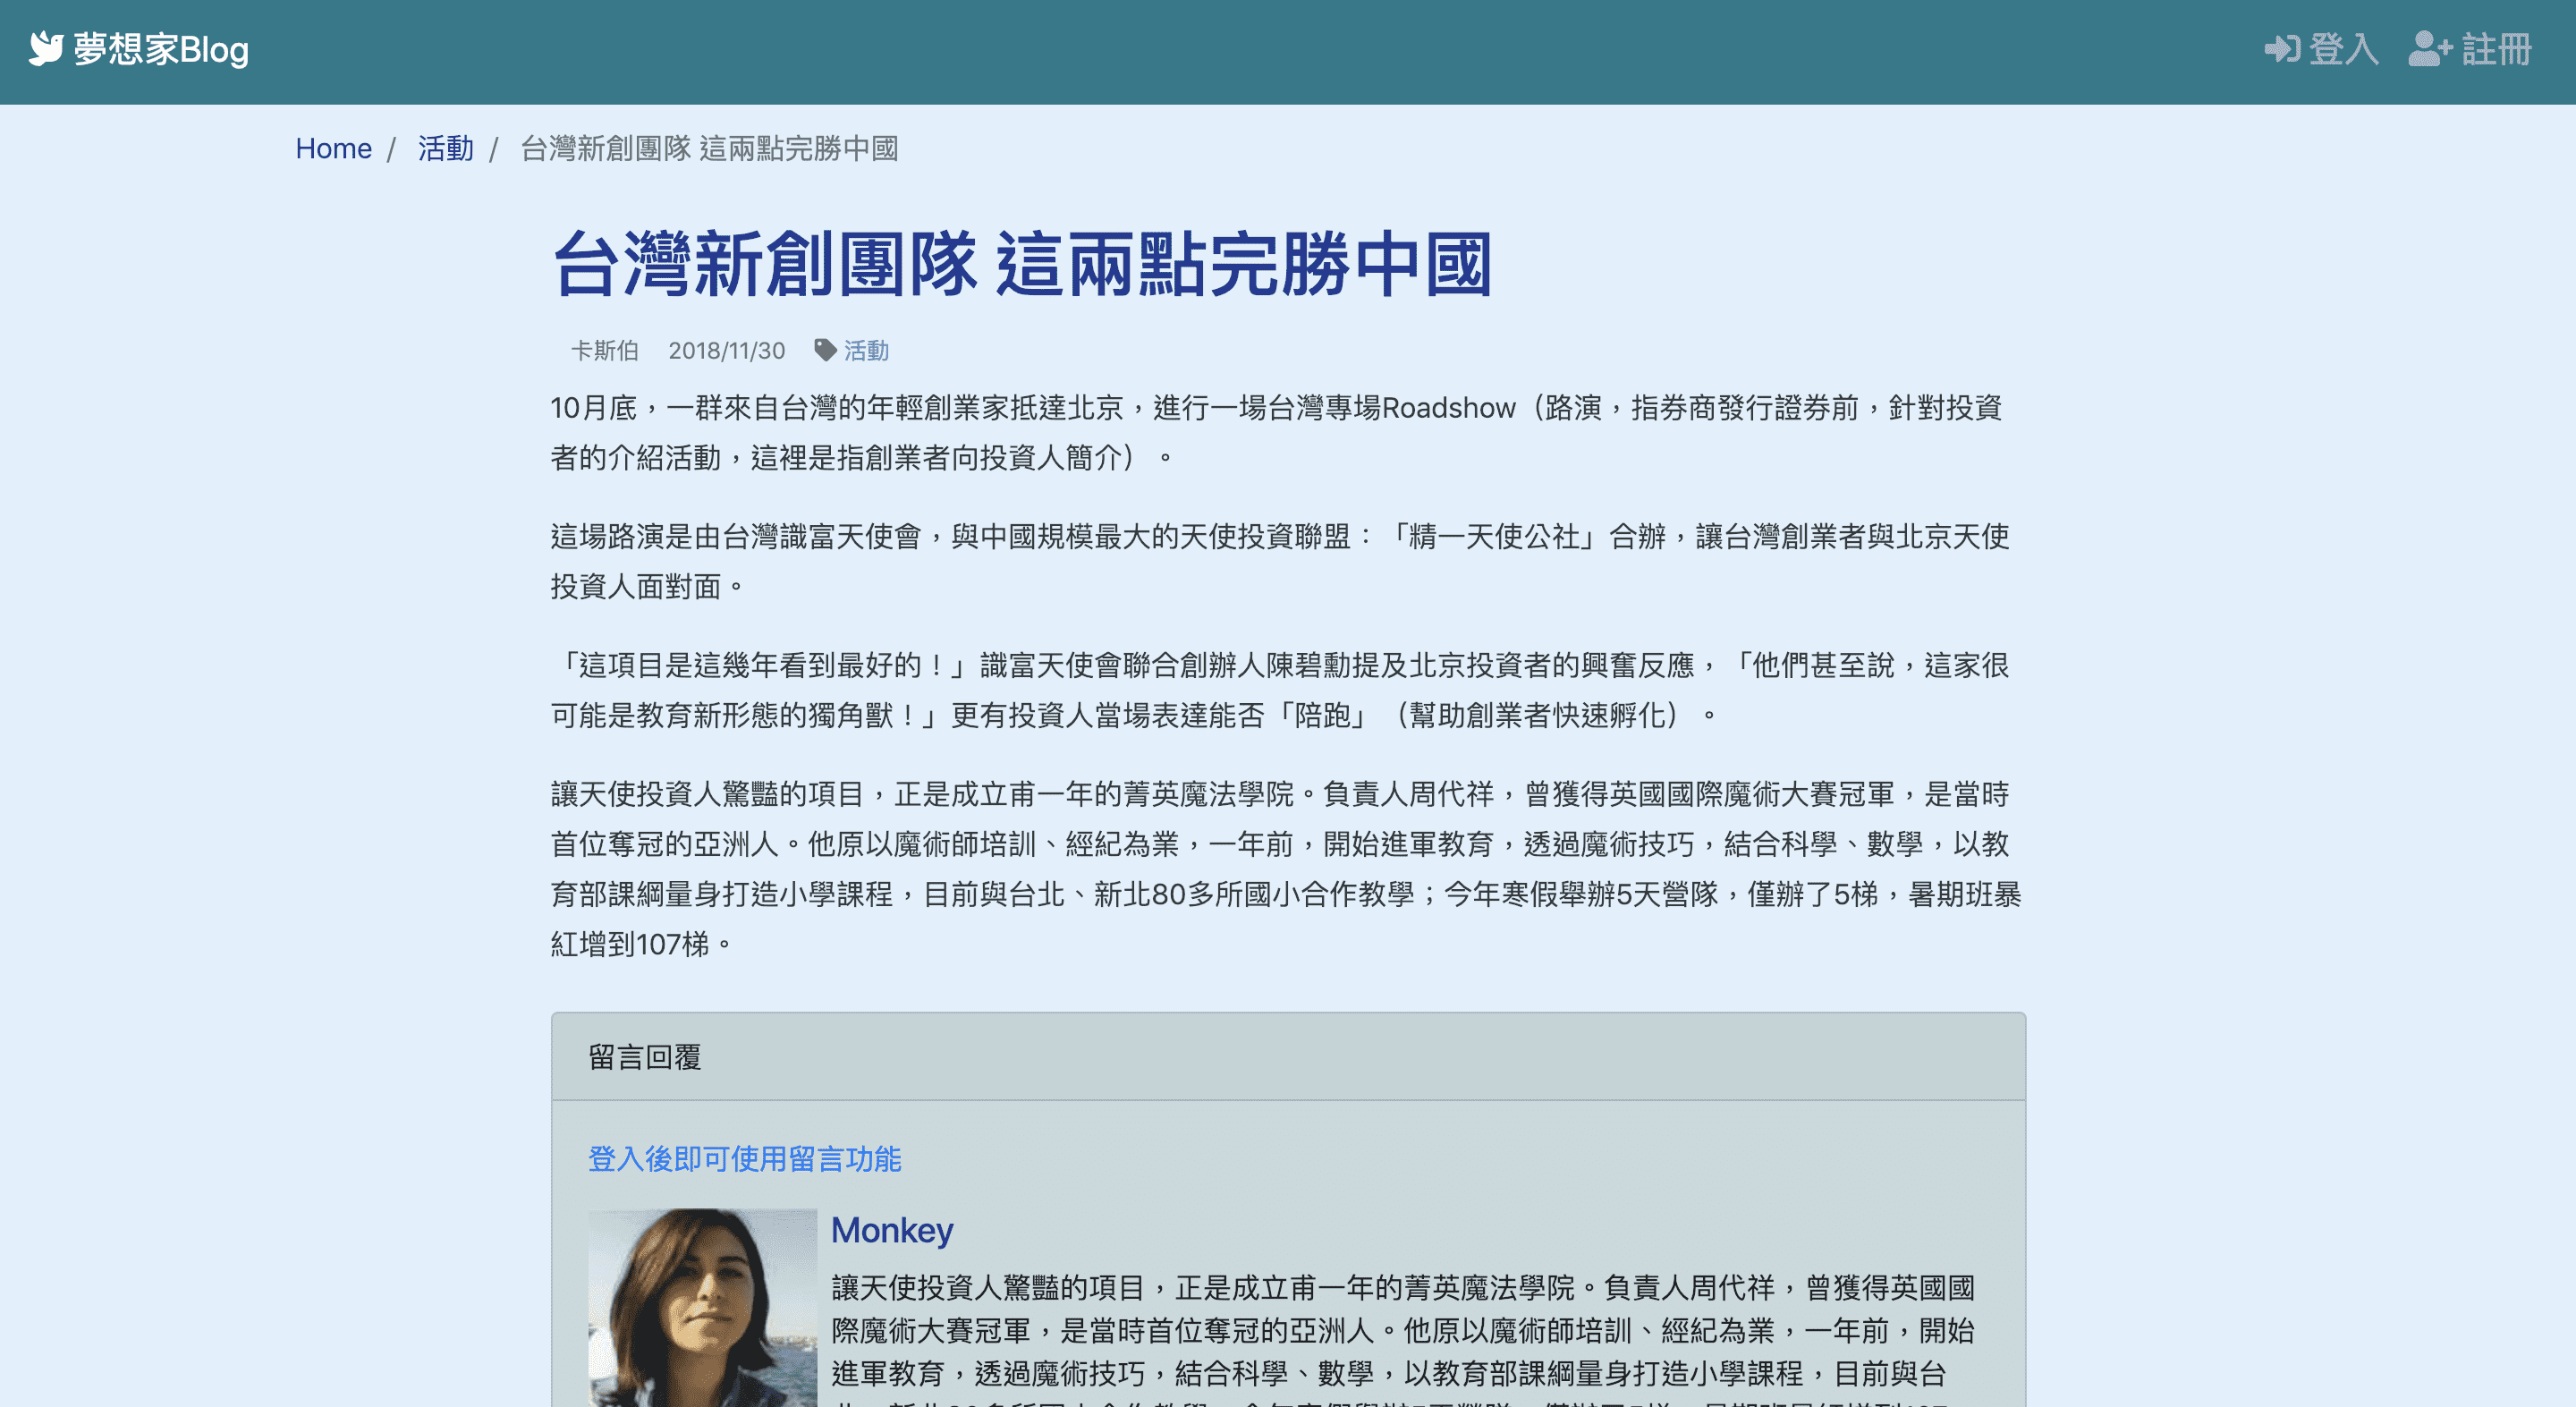 夢想家Blog
登入
註冊
Home / 活動 / 台灣新創團隊 這兩點完勝中國
台灣新創團隊 這兩點完勝中國
卡斯伯 2018/11/30 活動
10月底，一群來自台灣的年輕創業家抵達北京，進行一場台灣專場Roadshow（路演，指券商發行證券前，針對投資
者的介紹活動，這裡是指創業者向投資人簡介）。
這場路演是由台灣識富天使會，與中國規模最大的天使投資聯盟：「精一天使公社」合辦，讓台灣創業者與北京天使
投資人面對面。
「這項目是這幾年看到最好的！」識富天使會聯合創辦人陳碧勳提及北京投資者的興奮反應，「他們甚至說，這家很
可能是教育新形態的獨角獸！」更有投資人當場表達能否「陪跑」（幫助創業者快速孵化）。
讓天使投資人驚豔的項目，正是成立甫一年的菁英魔法學院。負責人周代祥，曾獲得英國國際魔術大賽冠軍，是當時
首位奪冠的亞洲人。他原以魔術師培訓、經紀為業，一年前，開始進軍教育，透過魔術技巧，結合科學、數學，以教
育部課綱量身打造小學課程，目前與台北、新北80多所國小合作教學；今年寒假舉辦5天營隊，僅辦了5梯，暑期班暴
紅增到107梯。
留言回覆
登入後即可使用留言功能
Monkey
讓天使投資人驚豔的項目，正是成立甫一年的菁英魔法學院。負責人周代祥，曾獲得英國國
際魔術大賽冠軍，是當時首位奪冠的亞洲人。他原以魔術師培訓、經紀為業，一年前，開始
進軍教育，透過魔術技巧，結合科學、數學，以教育部課綱量身打造小學課程，目前與台